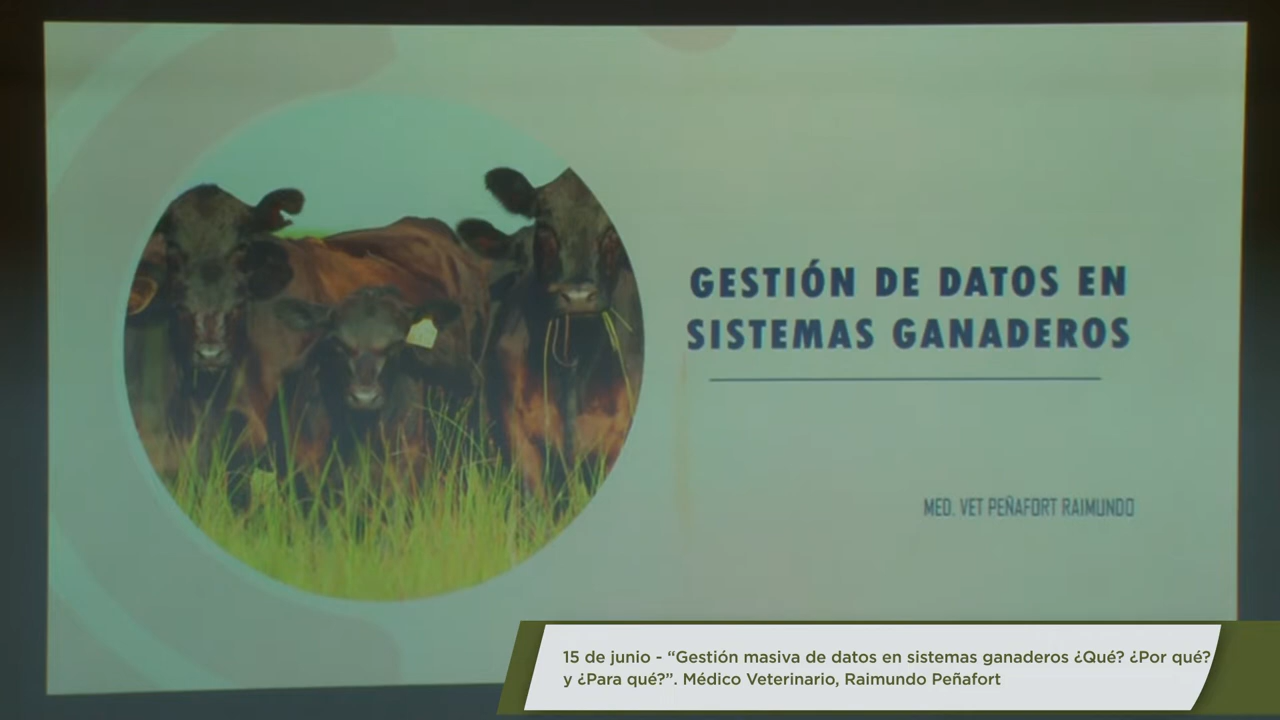 GESTIÓN DE DATOS EN
SISTEMAS GANADEROS
MED. VET PEÑAFORT RAIMUNDO
15 de junio - “Gestión masiva de datos en sistemas ganaderos ¿Qué? ¿Por qué?
y ¿Para qué?”. Médico Veterinario, Raimundo Peñafort